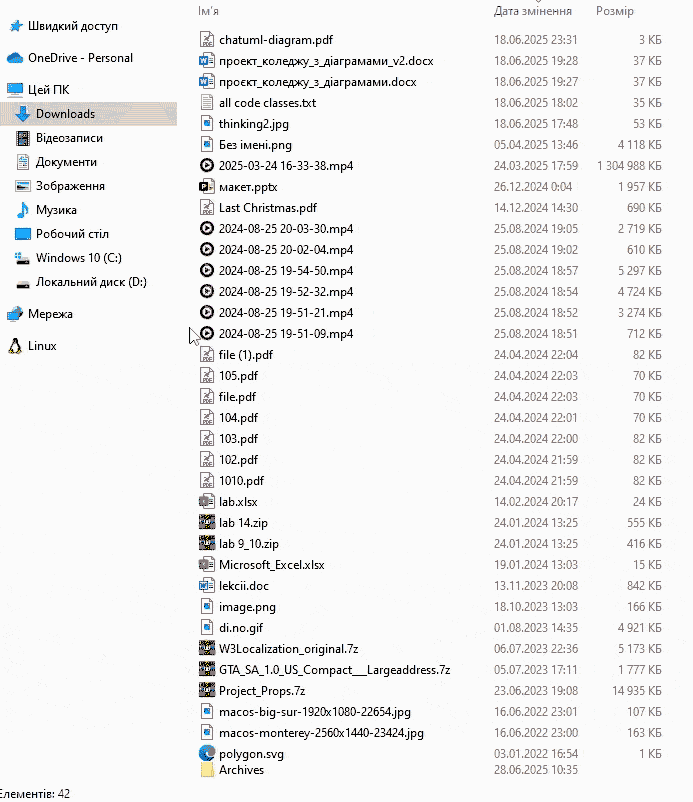 Ім'я Дата змінення Розмір
Швидкий доступ
OneDrive - Personal
Цей ПК
Downloads
Відеозаписи
Документи
Зображення
Музика
Робочий стіл
Windows 10 (C:)
Локальний диск (D:)
Мережа
Linux
chatuml-diagram.pdf 18.06.2025 23:31 3 КБ
проєкт_коледжу_з_діаграмами_v2.docx 18.06.2025 19:28 37 КБ
проєкт_коледжу_з_діаграмами.docx 18.06.2025 19:27 37 КБ
all code classes.txt 18.06.2025 18:02 35 КБ
thinking2.jpg 18.06.2025 17:48 53 КБ
Без імені.png 05.04.2025 13:46 4 118 КБ
2025-03-24 16-33-38.mp4 24.03.2025 17:59 1 304 988 КБ
макет.pptx 26.12.2024 0:04 1 957 КБ
Last Christmas.pdf 14.12.2024 14:30 690 КБ
2024-08-25 20-03-30.mp4 25.08.2024 19:05 2 719 КБ
2024-08-25 20-02-04.mp4 25.08.2024 19:02 610 КБ
2024-08-25 19-54-50.mp4 25.08.2024 18:57 5 297 КБ
2024-08-25 19-52-32.mp4 25.08.2024 18:54 4 724 КБ
2024-08-25 19-51-21.mp4 25.08.2024 18:52 3 274 КБ
2024-08-25 19-51-09.mp4 25.08.2024 18:51 712 КБ
file (1).pdf 24.04.2024 22:04 82 КБ
105.pdf 24.04.2024 22:03 70 КБ
file.pdf 24.04.2024 22:03 70 КБ
104.pdf 24.04.2024 22:01 70 КБ
103.pdf 24.04.2024 22:00 82 КБ
102.pdf 24.04.2024 21:59 82 КБ
1010.pdf 24.04.2024 21:59 82 КБ
lab.xlsx 14.02.2024 20:17 24 КБ
lab 14.zip 24.01.2024 13:25 555 КБ
lab 9_10.zip 24.01.2024 13:25 416 КБ
Microsoft_Excel.xlsx 19.01.2024 13:03 15 КБ
lekcii.doc 13.11.2023 20:08 842 КБ
image.png 18.10.2023 13:03 166 КБ
di.no.gif 01.08.2023 14:35 4 921 КБ
W3Localization_original.7z 06.07.2023 22:36 5 173 КБ
GTA_SA_1.0_US_Compact___Largeaddress.7z 05.07.2023 17:11 1 777 КБ
Project_Props.7z 23.06.2023 19:08 14 935 КБ
macos-big-sur-1920x1080-22654.jpg 16.06.2022 23:01 107 КБ
macos-monterey-2560x1440-23424.jpg 16.06.2022 23:00 163 КБ
polygon.svg 03.01.2022 16:54 1 КБ
Archives 28.06.2025 10:35
Елементів: 42